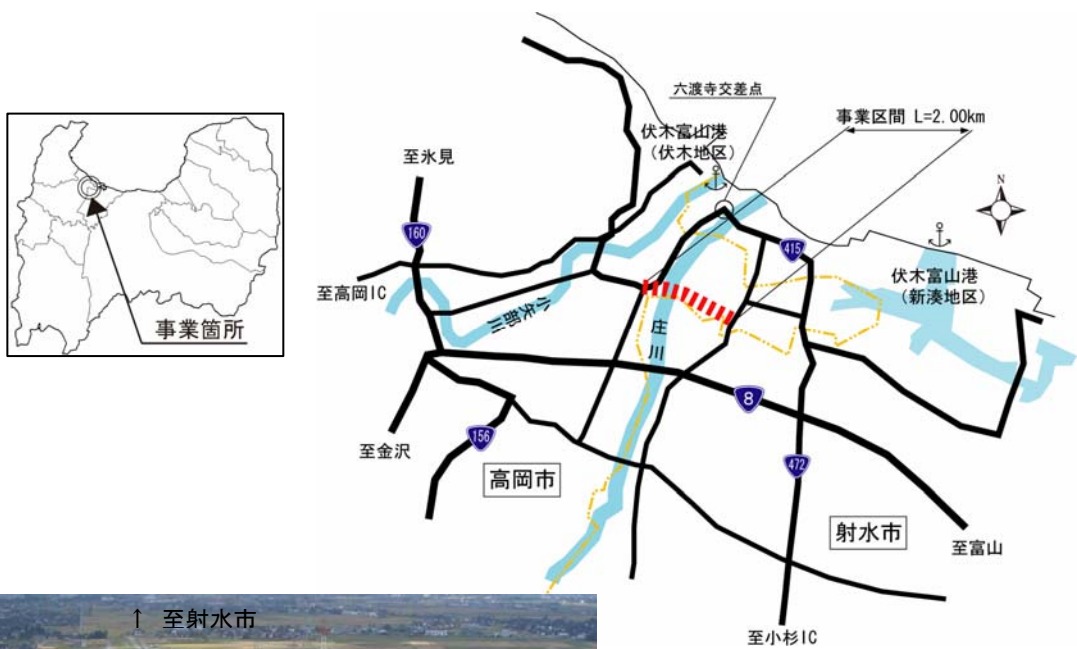 六渡寺交差点
事業区間 L=2.00km
伏木富山港
(伏木地区)
至氷見
N
160
415
伏木富山港
(新湊地区)
至高岡IC
小矢部川
庄川
事業箇所
8
156
至金沢
472
高岡市
射水市
至富山
↑ 至射水市
至小杉IC